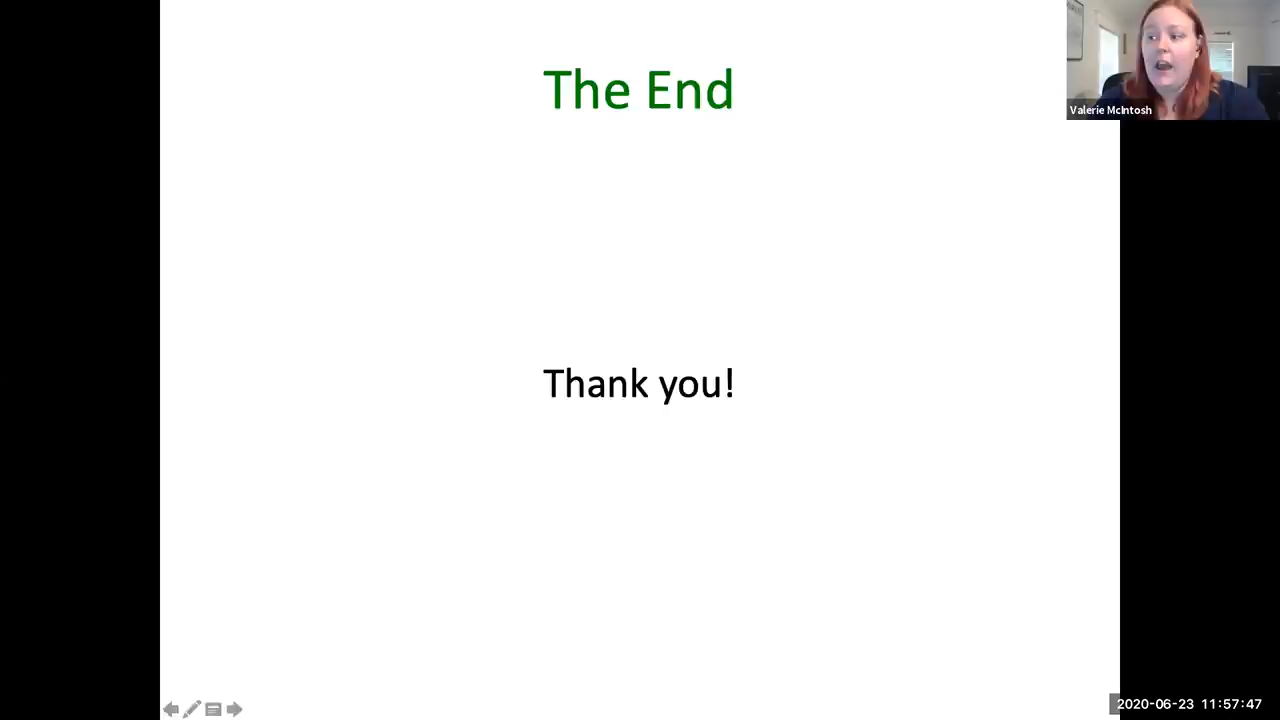 The End
Valerie McIntosh
Thank you!
2020-06-23 11:57:47